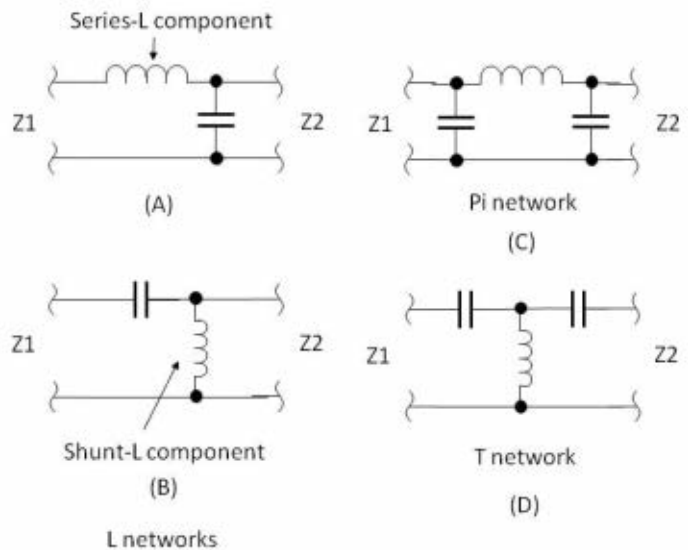 Series-L component
Z1
Z2
(A)
Z1
Z2
Pi network
(C)
Z1
Z2
Shunt-L component
(B)
L networks
Z1
Z2
T network
(D)